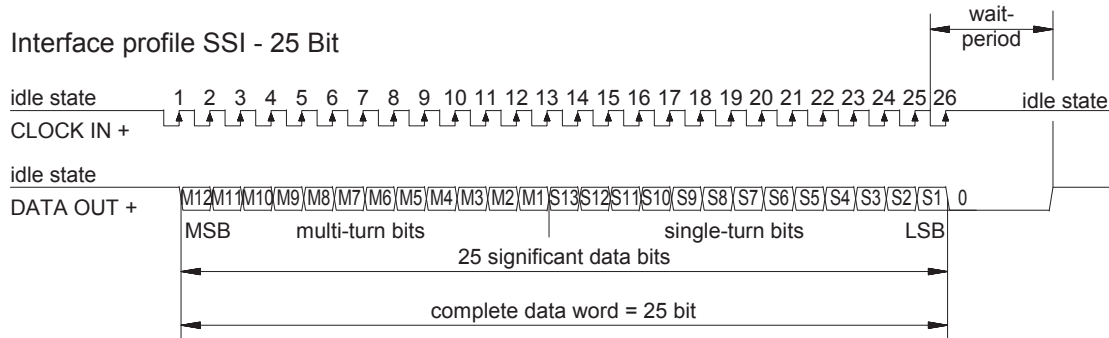 wait-
period
Interface profile SSI - 25 Bit
idle state 1 2 3 4 5 6 7 8 9 10 11 12 13 14 15 16 17 18 19 20 21 22 23 24 25 26 idle state
CLOCK IN +
idle state
DATA OUT + M12 M11 M10 M9 M8 M7 M6 M5 M4 M3 M2 M1 S13 S12 S11 S10 S9 S8 S7 S6 S5 S4 S3 S2 S1 0
MSB multi-turn bits single-turn bits LSB
25 significant data bits
complete data word = 25 bit